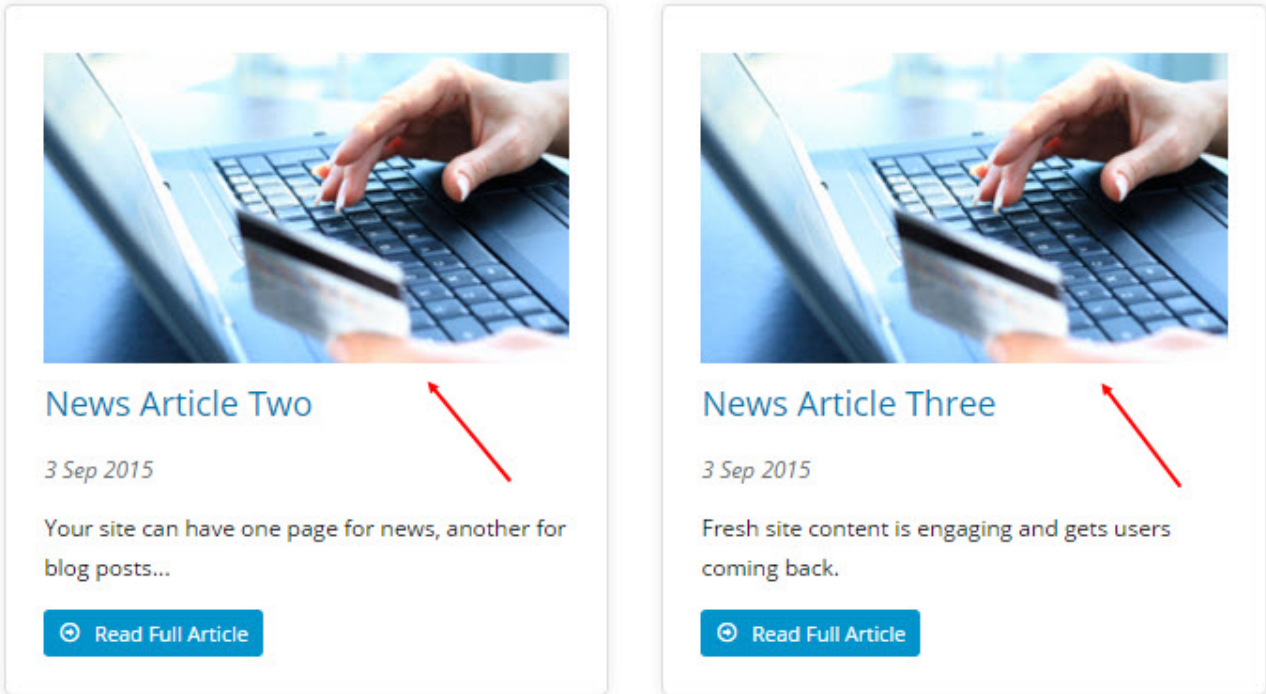 News Article Two
3 Sep 2015
Your site can have one page for news, another for
blog posts...
Read Full Article
News Article Three
3 Sep 2015
Fresh site content is engaging and gets users
coming back.
Read Full Article